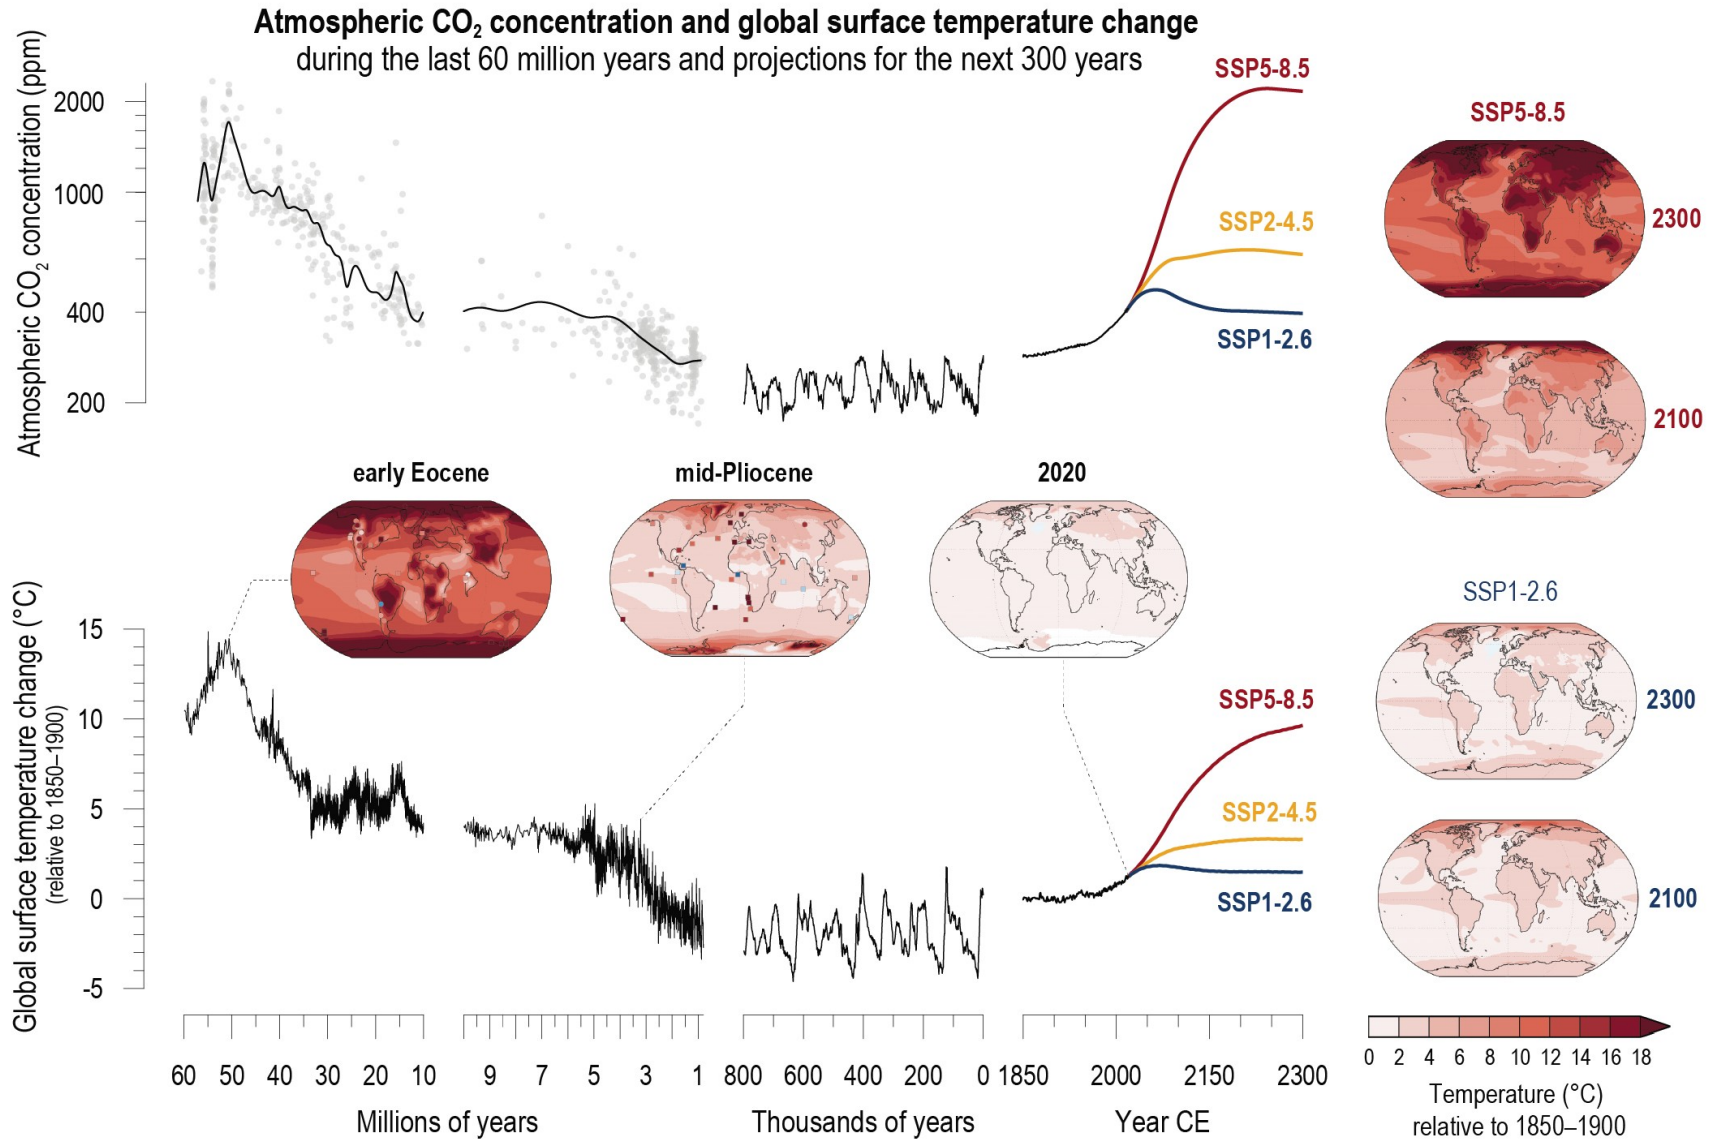 Atmospheric CO₂ concentration and global surface temperature change
during the last 60 million years and projections for the next 300 years
Atmospheric CO₂ concentration (ppm)
2000
1000
400
200
SSP5-8.5
SSP2-4.5
SSP1-2.6
SSP5-8.5
2300
2100
early Eocene
mid-Pliocene
2020
Global surface temperature change (°C)
(relative to 1850–1900)
15
10
5
0
-5
SSP5-8.5
SSP2-4.5
SSP1-2.6
SSP1-2.6
2300
2100
60 50 40 30 20 10
9 7 5 3 1
800 600 400 200 0
1850 2000 2150 2300
Millions of years
Thousands of years
Year CE
0 2 4 6 8 10 12 14 16 18
Temperature (°C)
relative to 1850–1900